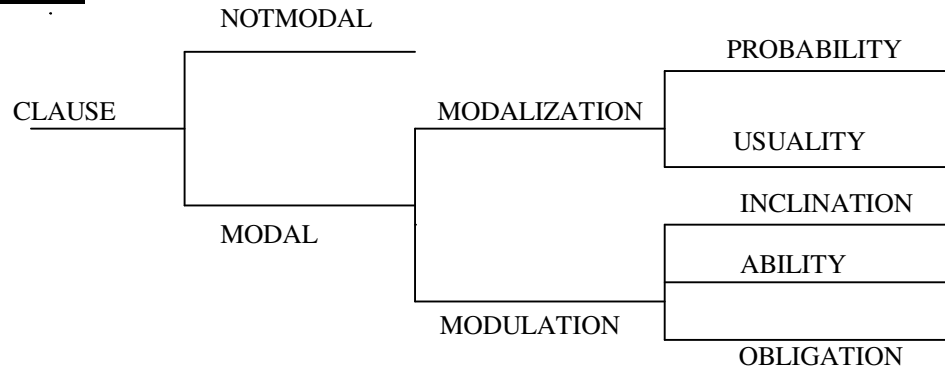 NOTMODAL
PROBABILITY
CLAUSE
MODALIZATION
USUALITY
INCLINATION
MODAL
ABILITY
MODULATION
OBLIGATION